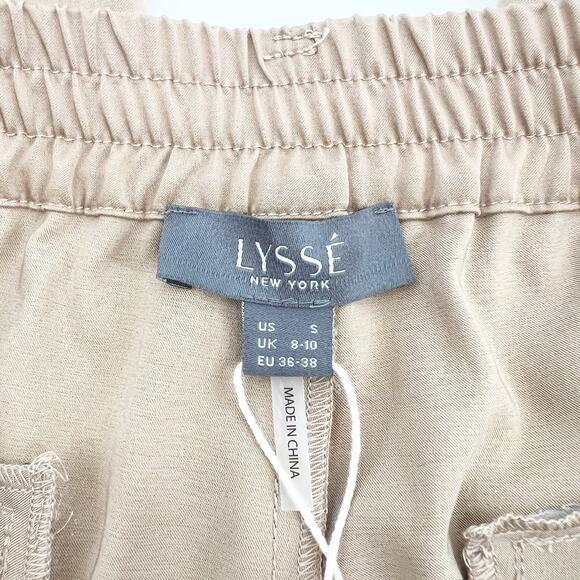 LYSSÉ
NEW YORK
US S
UK 8-10
EU 36-38
MADE IN CHINA